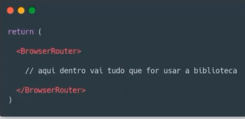 return (
<BrowserRouter>
// aqui dentro vai tudo que for usar a biblioteca
</BrowserRouter>
)